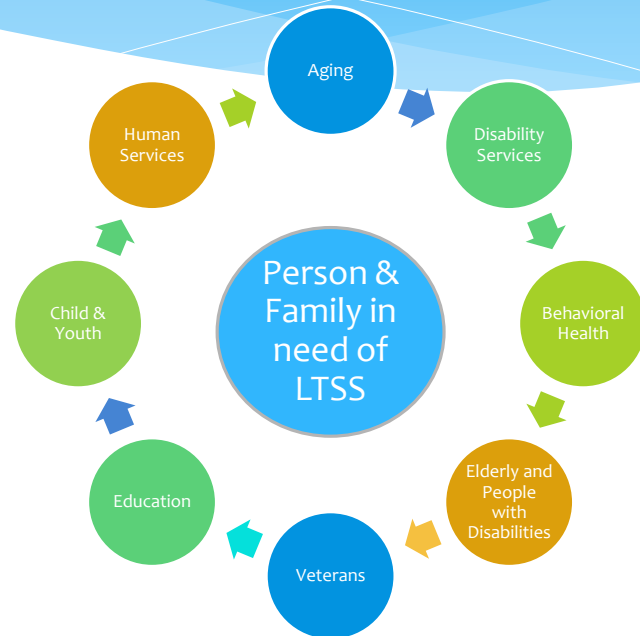 Aging
Disability
Services
Behavioral
Health
Elderly and
People
with
Disabilities
Veterans
Education
Child &
Youth
Human
Services
Person &
Family in
need of
LTSS